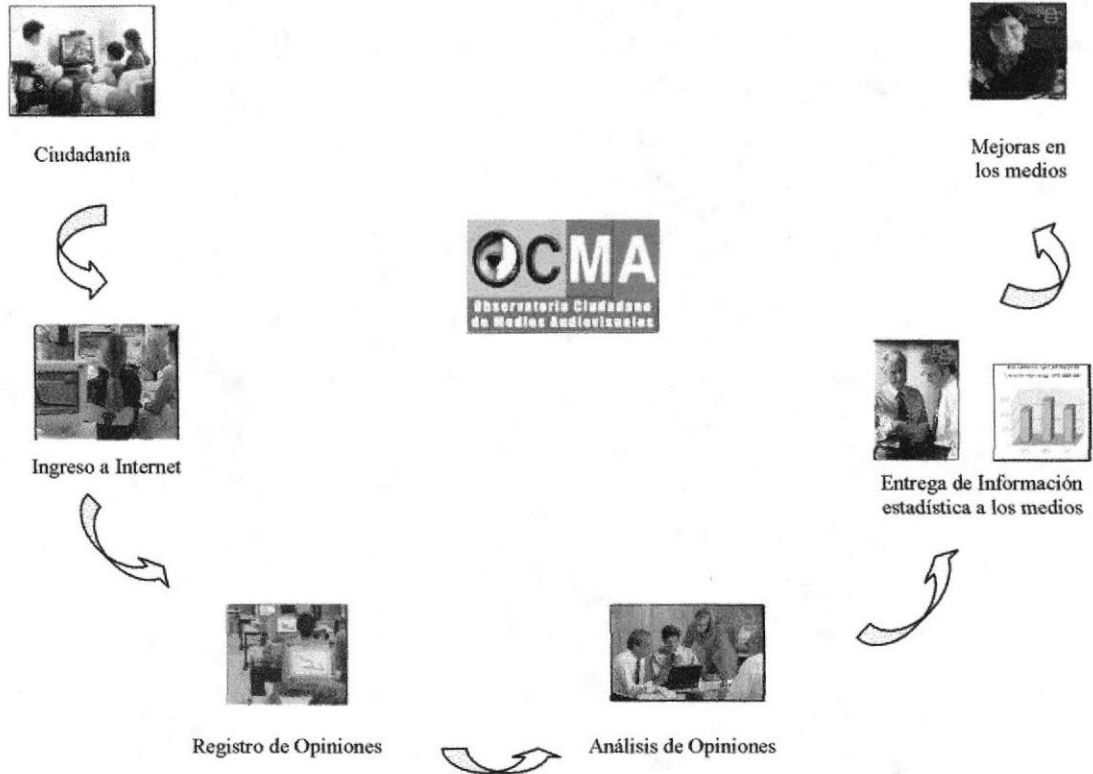 Ciudadanía
Ingreso a Internet
Registro de Opiniones
Análisis de Opiniones
Entrega de Información
estadística a los medios
Mejoras en
los medios
OCMA
Observatorio Ciudadano
de Medios Audiovisuales